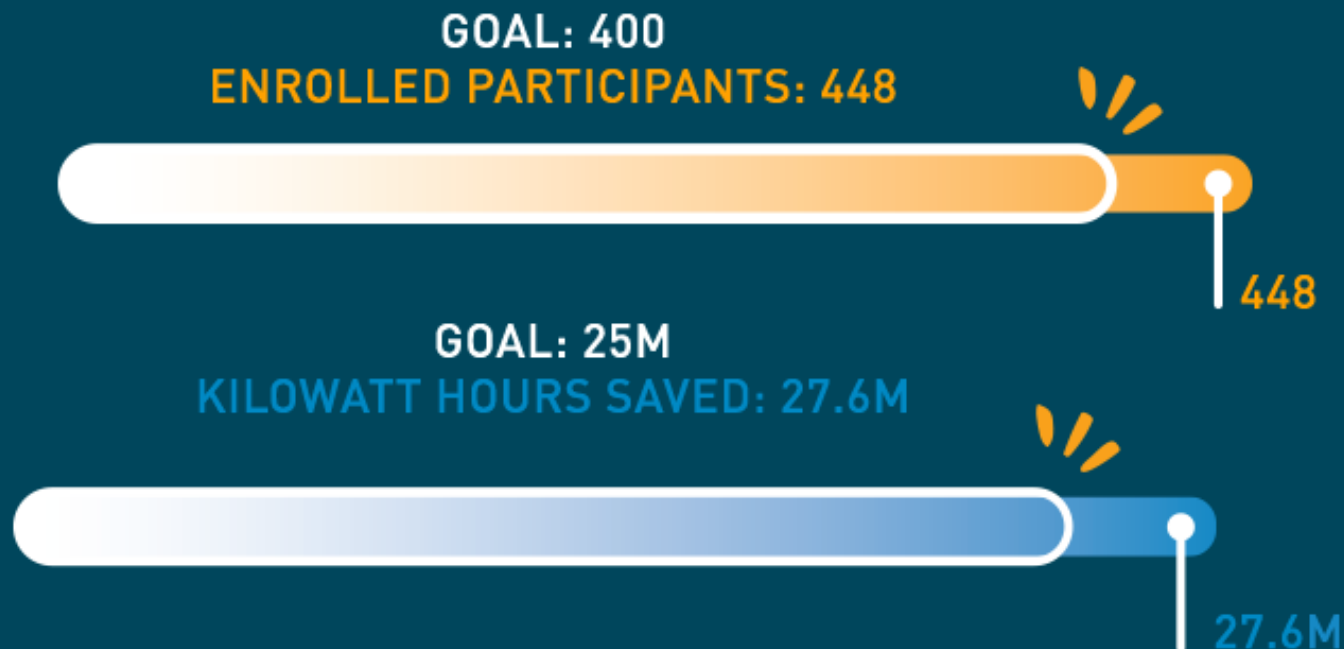 GOAL: 400
ENROLLED PARTICIPANTS: 448
448
GOAL: 25M
KILOWATT HOURS SAVED: 27.6M
27.6M